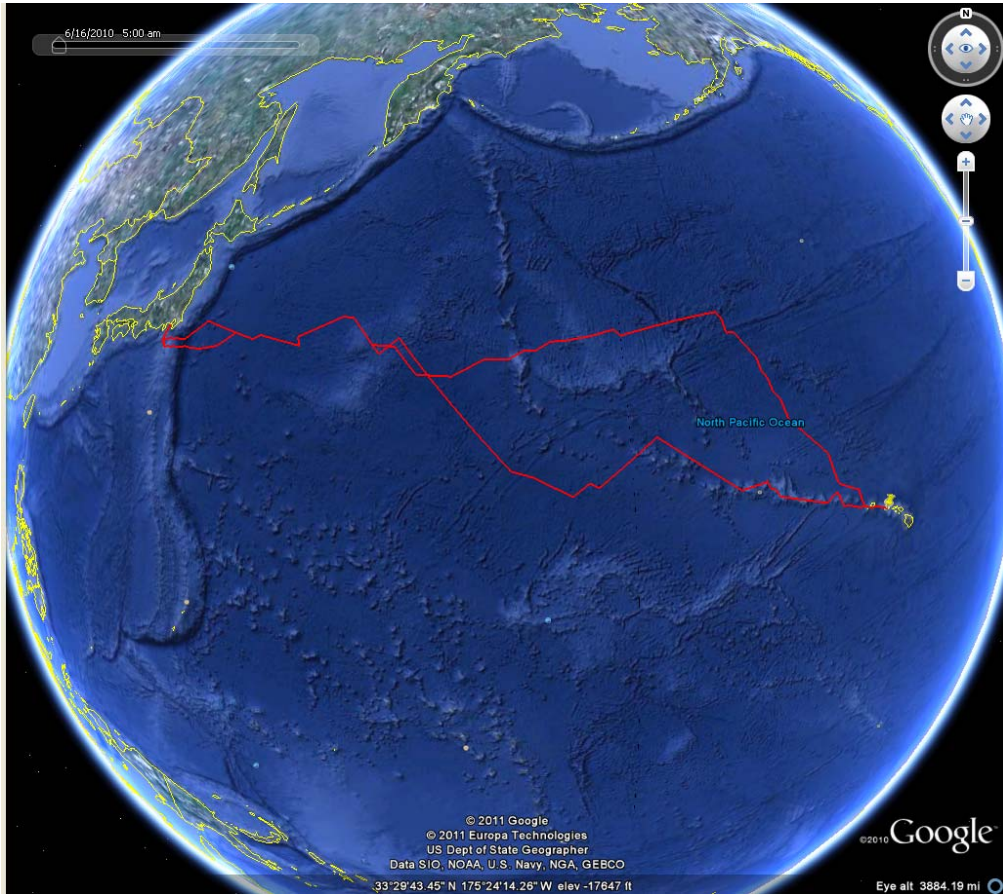 6/16/2010 5:00 am
N
North Pacific Ocean
© 2011 Google
© 2011 Europa Technologies
US Dept of State Geographer
Data SIO, NOAA, U.S. Navy, NGA, GEBCO
©2010 Google™
33°29'43.45" N 175°24'14.26" W elev -17647 ft
Eye alt 3884.19 mi